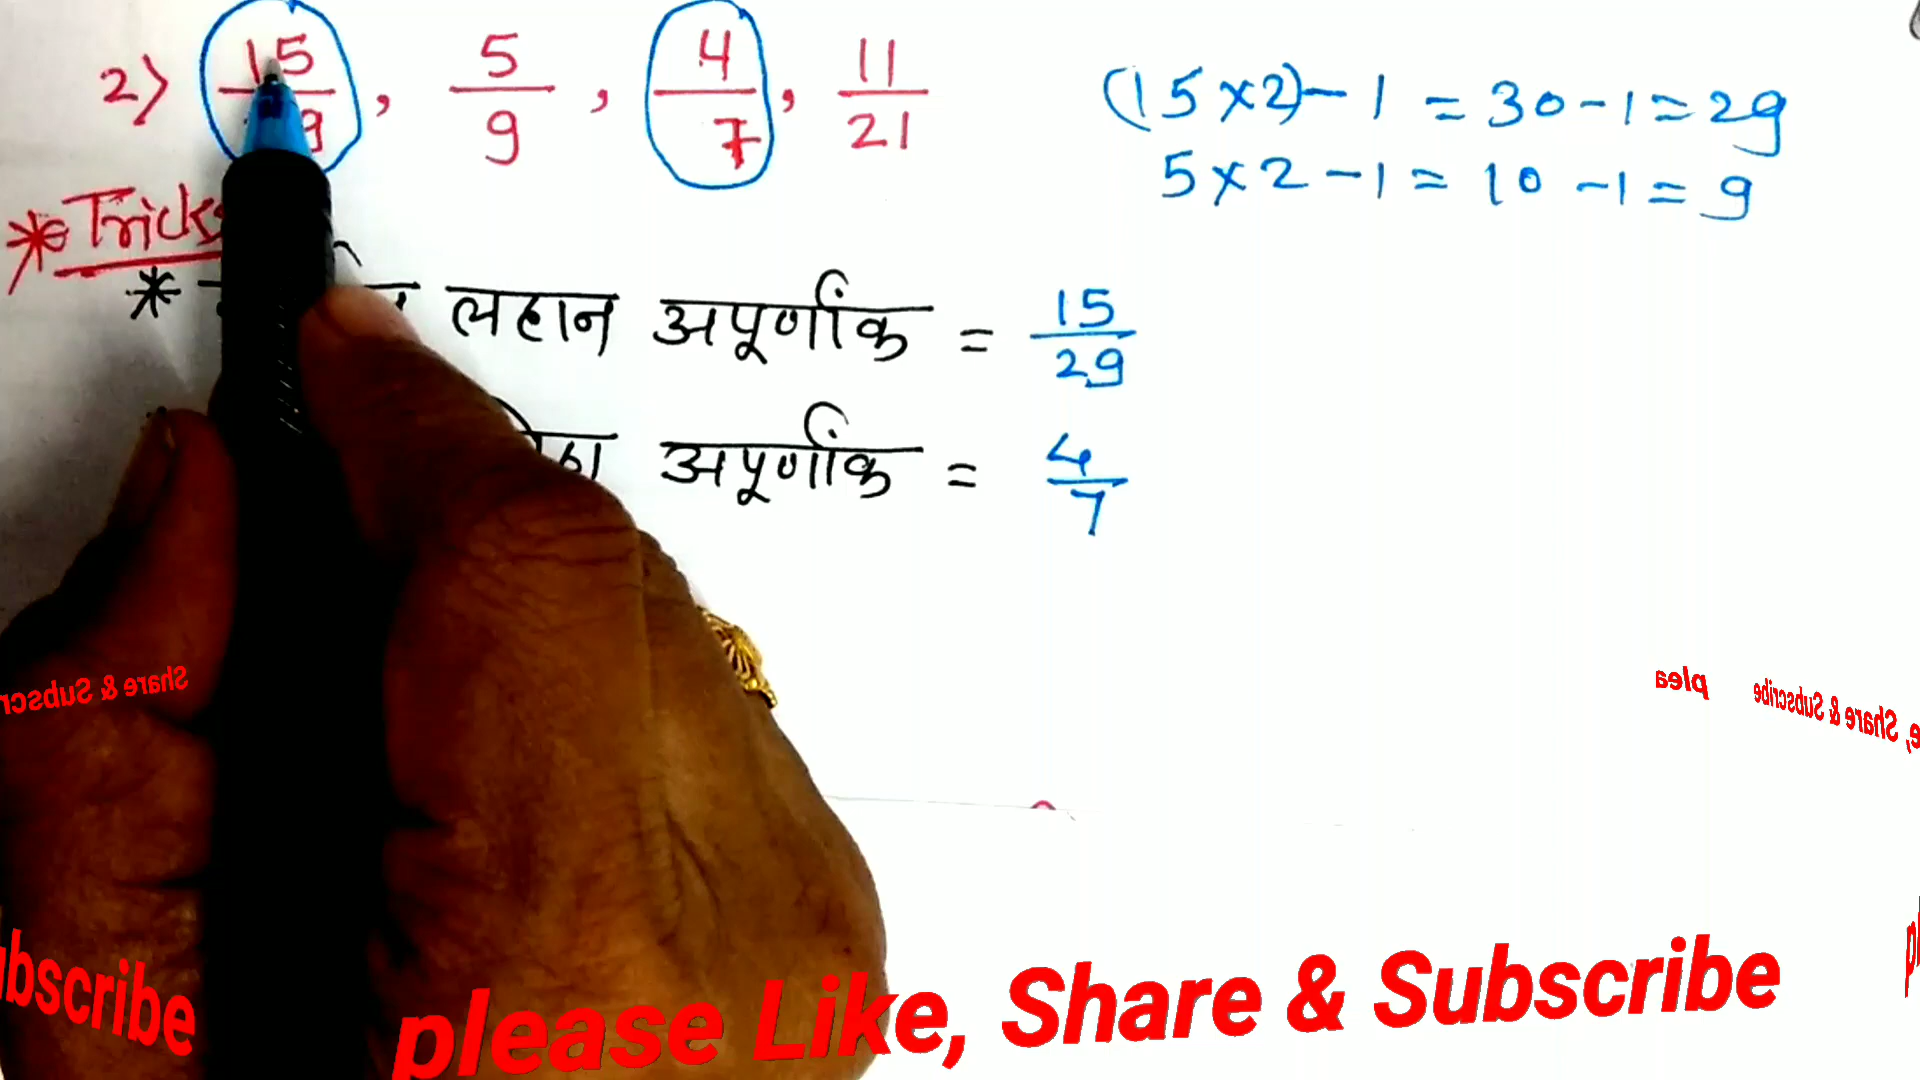 2) 15/29, 5/9, 4/7, 11/21
(15×2)-1 = 30-1=29
5×2-1= 10-1=9
* Tricks
* लहान अपूर्णांक = 15/29
अपूर्णांक = 4/7
Share & Subscr
plea
e, Share & Subscribe
bscribe
please Like, Share & Subscribe